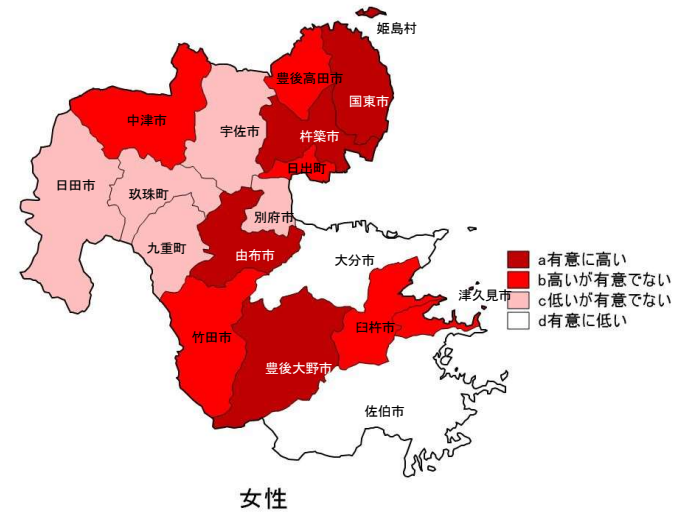 姫島村
豊後高田市
国東市
中津市
宇佐市
杵築市
日出町
日田市
玖珠町
別府市
九重町
由布市
大分市
a有意に高い
b高いが有意でない
c低いが有意でない
d有意に低い
津久見市
臼杵市
竹田市
豊後大野市
佐伯市
女性